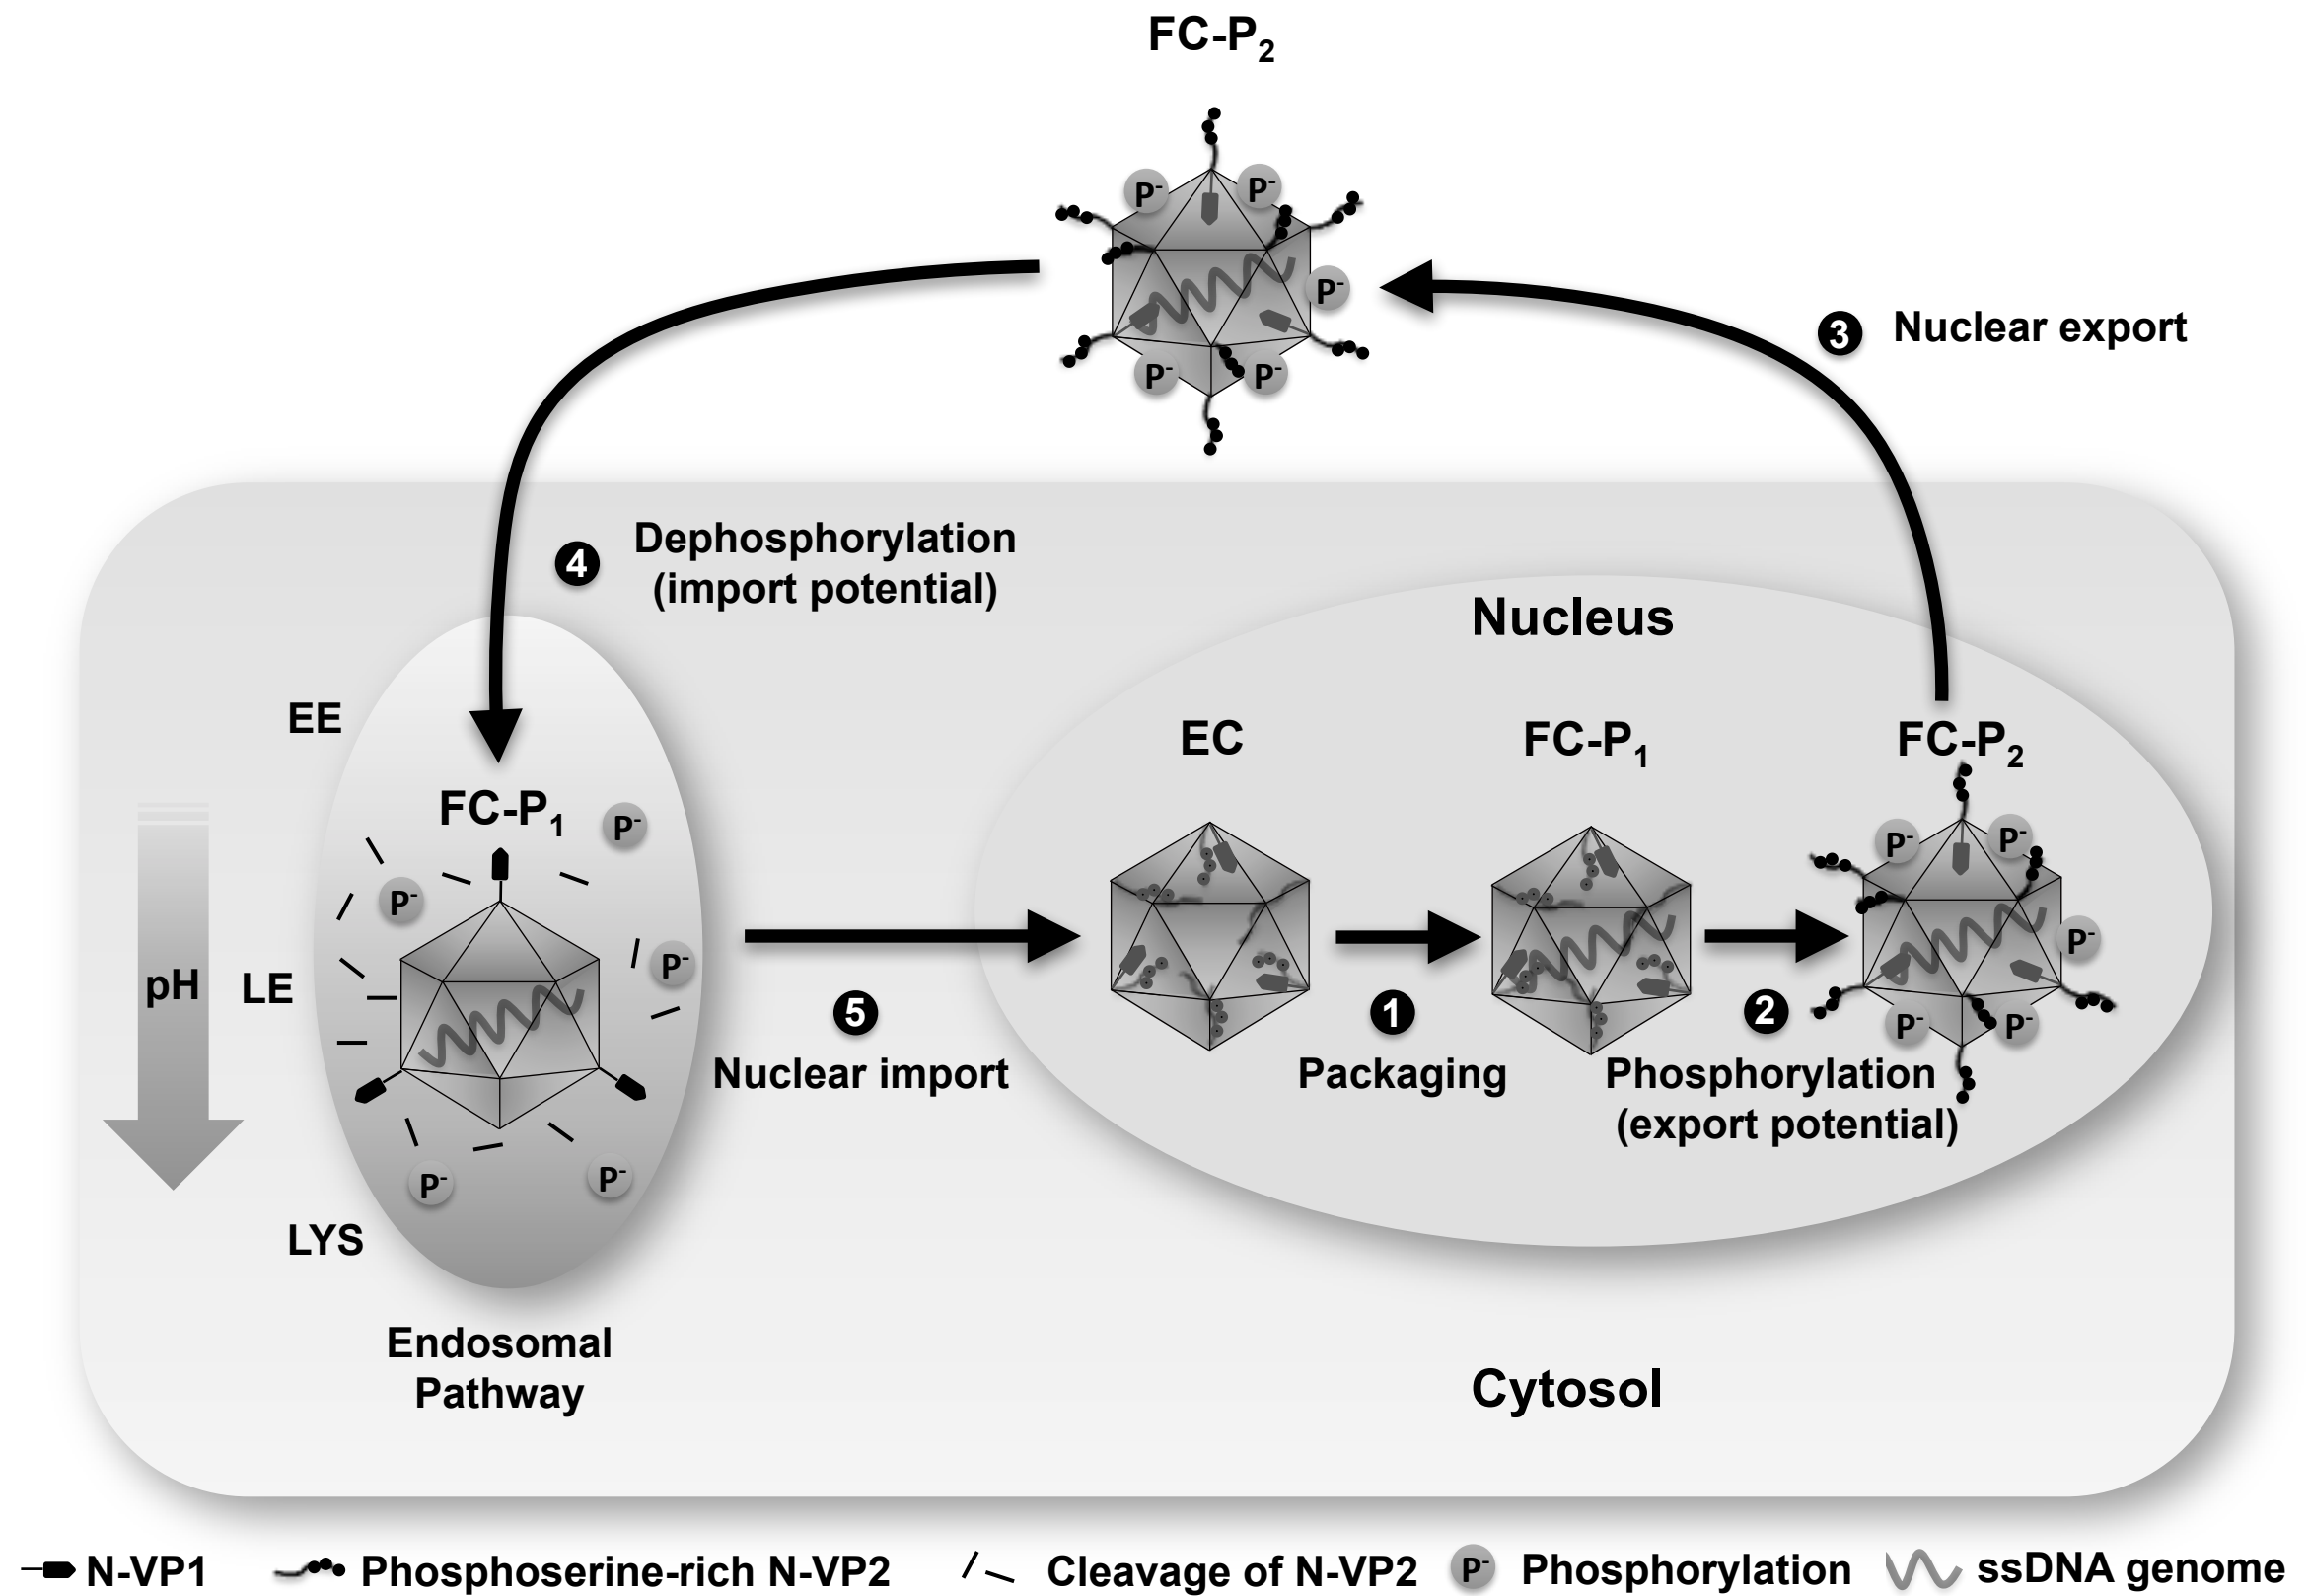 FC-P2
P-
P-
P-
P-
P-
3 Nuclear export
4 Dephosphorylation
(import potential)
Nucleus
EE
EC
FC-P1
FC-P2
FC-P1
P-
P-
P-
P-
P-
P-
P-
P-
P-
P-
pH
LE
5
1
2
Nuclear import
Packaging
Phosphorylation
(export potential)
LYS
Endosomal
Pathway
Cytosol
N-VP1 Phosphoserine-rich N-VP2 Cleavage of N-VP2 P- Phosphorylation ssDNA genome